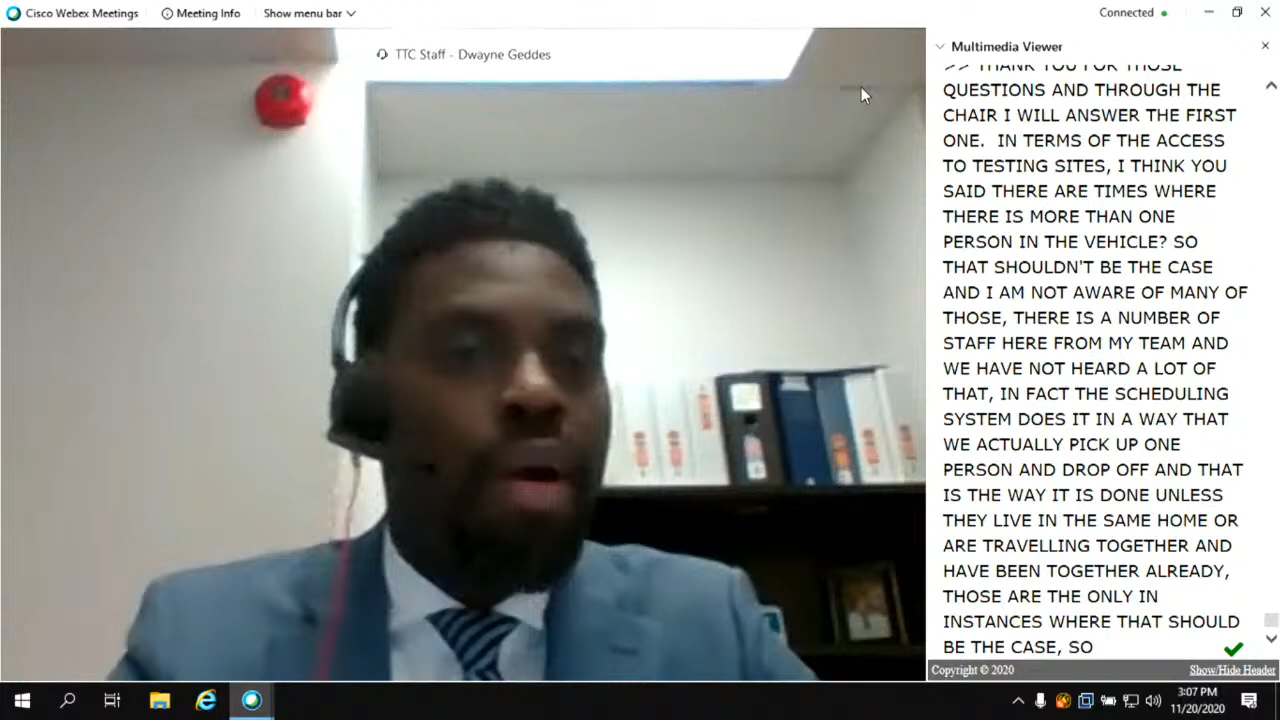 Cisco Webex Meetings
Meeting Info
Show menu bar
Connected
TTC Staff - Dwayne Geddes
Multimedia Viewer
>> THANK YOU FOR THOSE
QUESTIONS AND THROUGH THE
CHAIR I WILL ANSWER THE FIRST
ONE. IN TERMS OF THE ACCESS
TO TESTING SITES, I THINK YOU
SAID THERE ARE TIMES WHERE
THERE IS MORE THAN ONE
PERSON IN THE VEHICLE? SO
THAT SHOULDN'T BE THE CASE
AND I AM NOT AWARE OF MANY OF
THOSE, THERE IS A NUMBER OF
STAFF HERE FROM MY TEAM AND
WE HAVE NOT HEARD A LOT OF
THAT, IN FACT THE SCHEDULING
SYSTEM DOES IT IN A WAY THAT
WE ACTUALLY PICK UP ONE
PERSON AND DROP OFF AND THAT
IS THE WAY IT IS DONE UNLESS
THEY LIVE IN THE SAME HOME OR
ARE TRAVELLING TOGETHER AND
HAVE BEEN TOGETHER ALREADY,
THOSE ARE THE ONLY IN
INSTANCES WHERE THAT SHOULD
BE THE CASE, SO
Copyright © 2020
Show/Hide Header
3:07 PM
11/20/2020